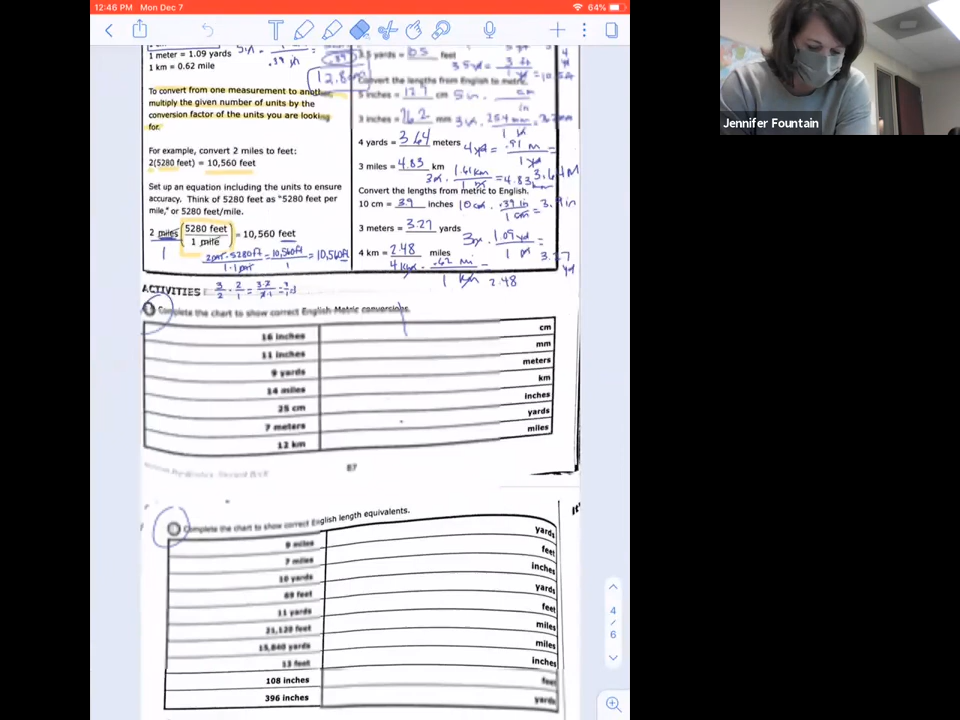 12:46 PM Mon Dec 7
64%
Jennifer Fountain
1 meter = 1.09 yards
1 km = 0.62 mile
To convert from one measurement to another,
multiply the given number of units by the
conversion factor of the units you are looking
for.
For example, convert 2 miles to feet:
2(5280 feet) = 10,560 feet
Set up an equation including the units to ensure
accuracy. Think of 5280 feet as "5280 feet per
mile," or 5280 feet/mile.
2 miles (5280 feet / 1 mile) = 10,560 feet
12.8
Convert the lengths from English to metric.
5 inches = 12.7 cm
3 inches = 76.2 mm
4 yards = 3.64 meters
3 miles = 4.83 km
Convert the lengths from metric to English.
10 cm = 3.9 inches
3 meters = 3.27 yards
4 km = 2.48 miles
ACTIVITIES
Complete the chart to show correct English-Metric conversions.
16 inches cm
11 inches mm
9 yards meters
14 miles km
25 cm inches
7 meters yards
12 km miles
87
Complete the chart to show correct English length equivalents.
9 miles yards
7 miles feet
10 yards inches
69 feet yards
11 yards feet
21,120 feet miles
15,840 yards miles
13 feet inches
108 inches feet
396 inches yards
4
/
6